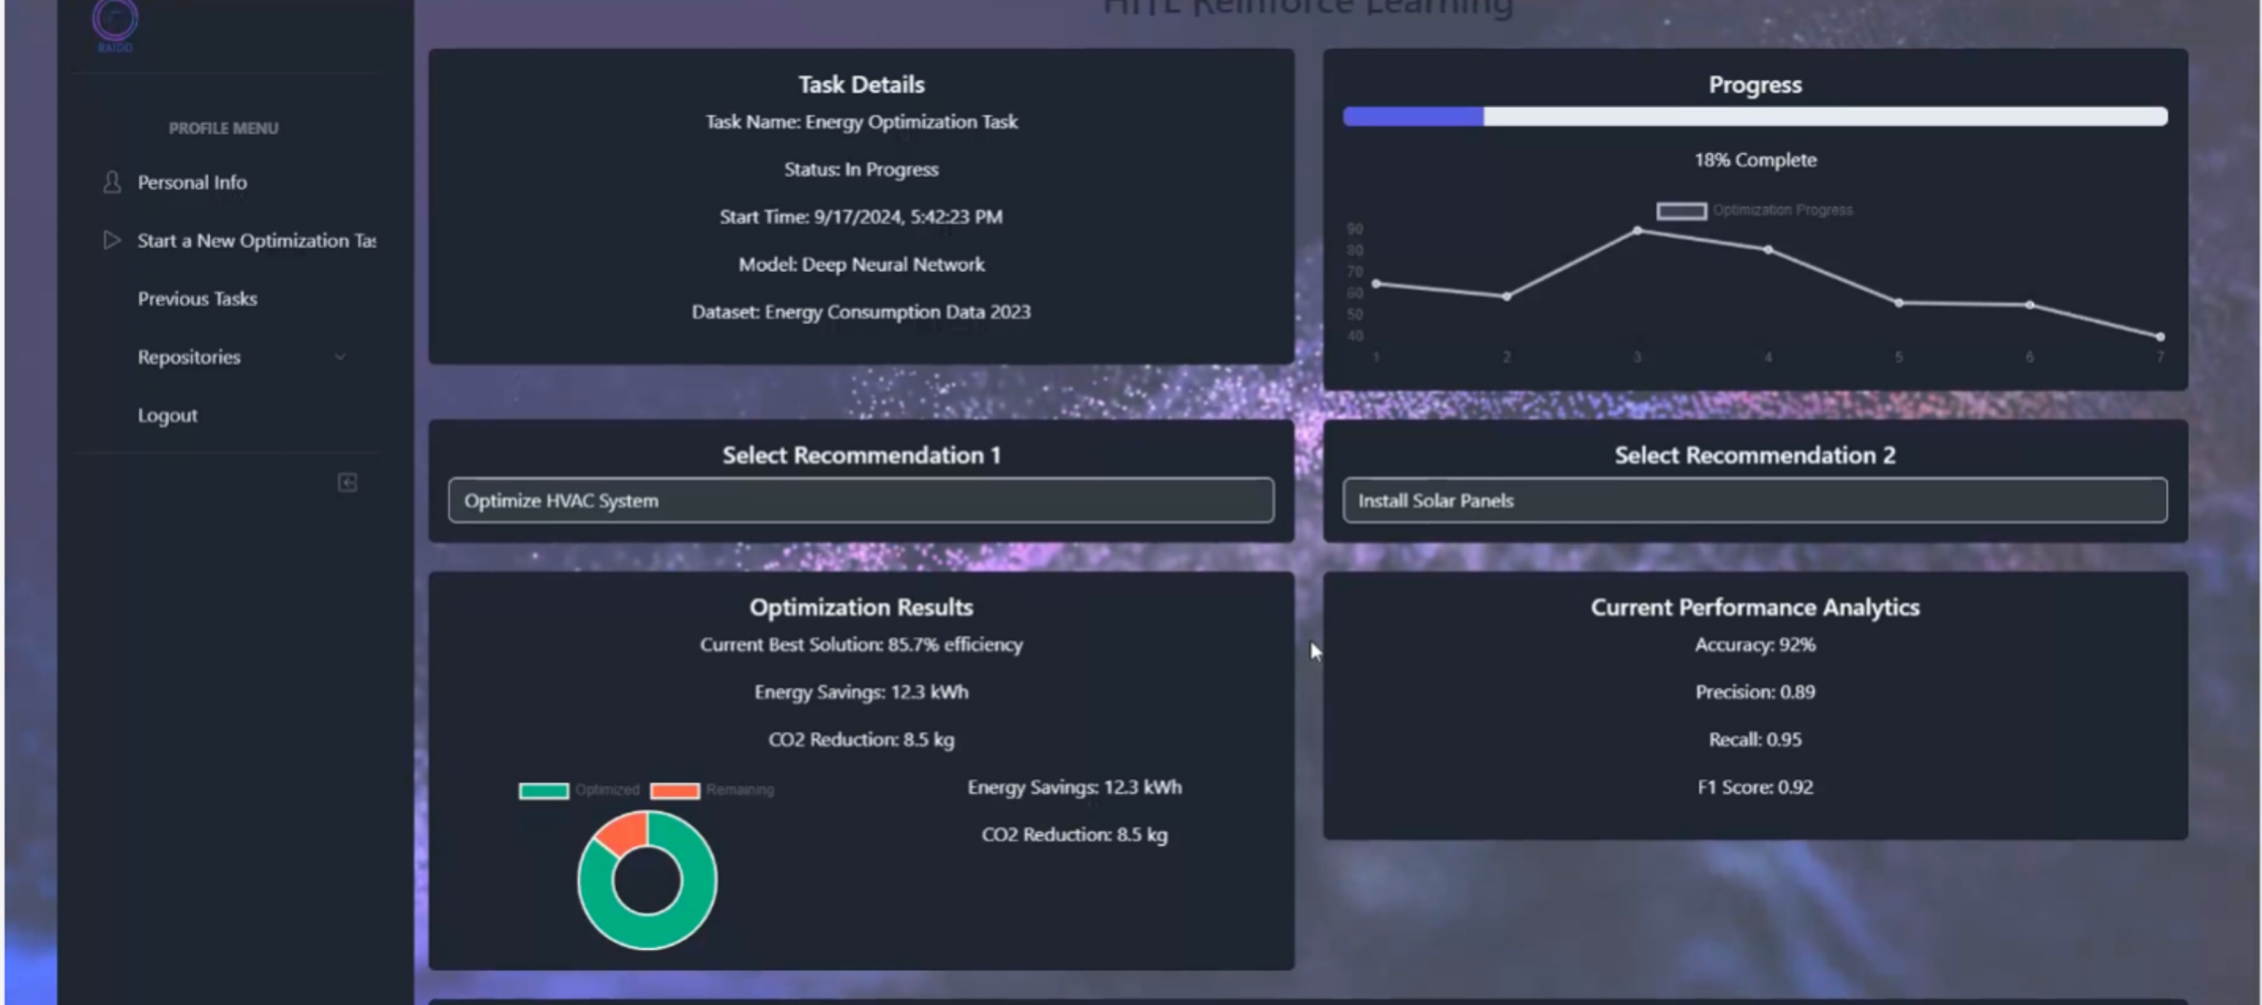 HITL Reinforce Learning
RAIDO
PROFILE MENU
Personal Info
Start a New Optimization Tas
Previous Tasks
Repositories
Logout
Task Details
Task Name: Energy Optimization Task
Status: In Progress
Start Time: 9/17/2024, 5:42:23 PM
Model: Deep Neural Network
Dataset: Energy Consumption Data 2023
Progress
18% Complete
Optimization Progress
90
80
70
60
50
40
1 2 3 4 5 6 7
Select Recommendation 1
Optimize HVAC System
Select Recommendation 2
Install Solar Panels
Optimization Results
Current Best Solution: 85.7% efficiency
Energy Savings: 12.3 kWh
CO2 Reduction: 8.5 kg
Optimized Remaining
Energy Savings: 12.3 kWh
CO2 Reduction: 8.5 kg
Current Performance Analytics
Accuracy: 92%
Precision: 0.89
Recall: 0.95
F1 Score: 0.92